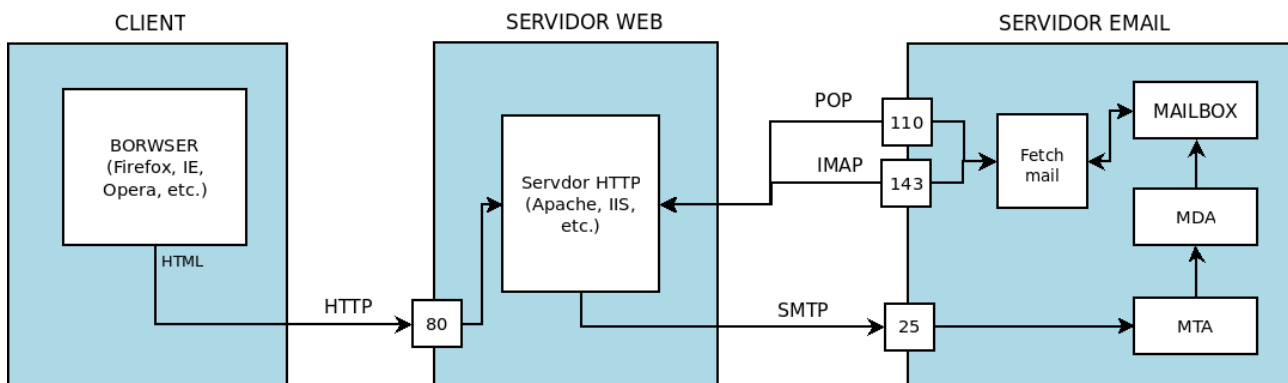 CLIENT
BORWSER
(Firefox, IE,
Opera, etc.)
HTML
HTTP
SERVIDOR WEB
80
Servdor HTTP
(Apache, IIS,
etc.)
POP
IMAP
SMTP
SERVIDOR EMAIL
110
143
25
Fetch
mail
MAILBOX
MDA
MTA